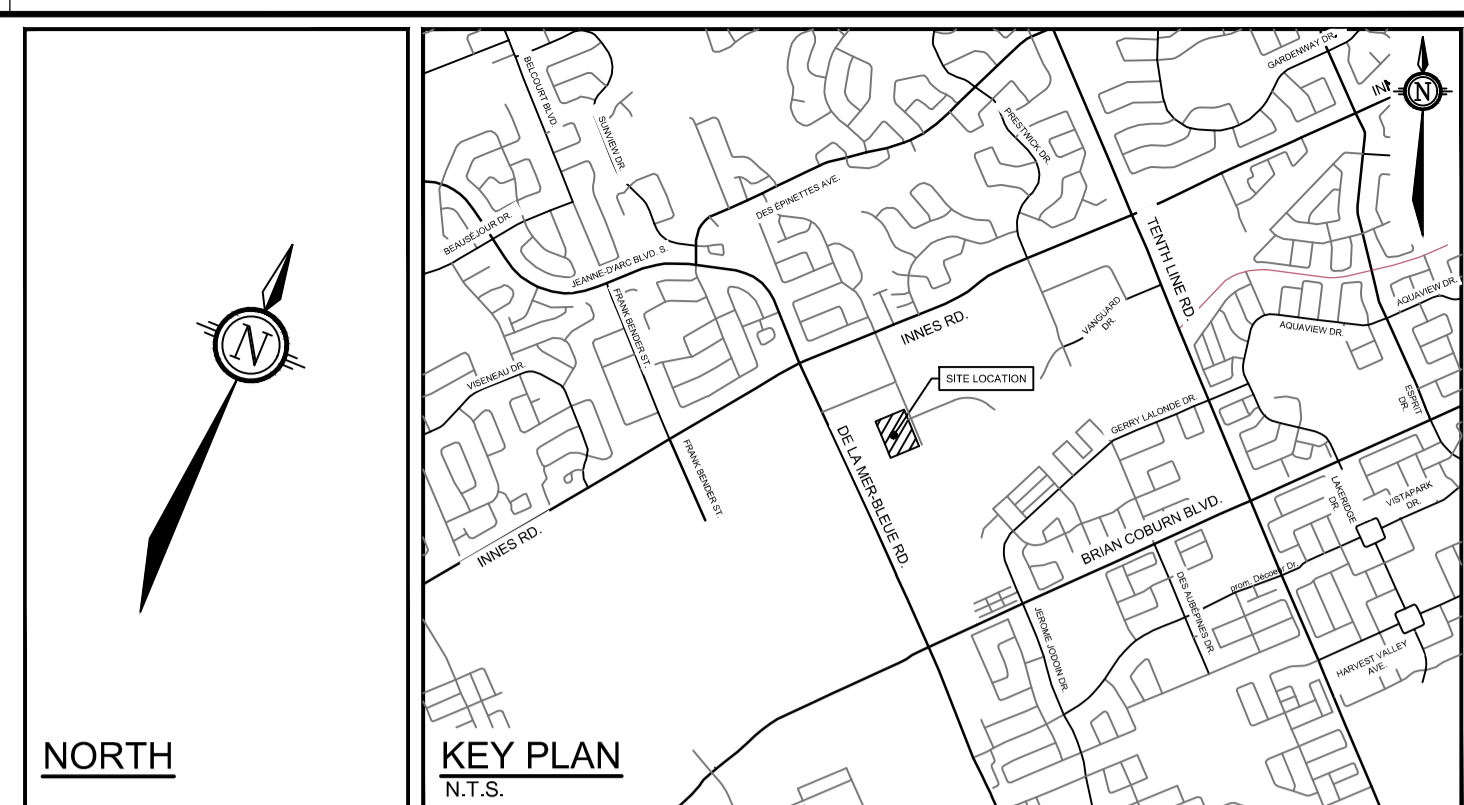 N
NORTH
BELCOURT BLVD.
SUNVIEW DR.
BEAUSÉJOUR DR.
JEANNE-D'ARC BLVD. S.
DES ÉPINETTES AVE.
PRESTWICK DR.
GARDENWAY DR.
N
TENTH LINE RD.
VANGUARD
DR.
AQUAVIEW DR.
AQUAVIEW DR.
INNES RD.
FRANK BENDER ST.
VISENEAU DR.
SITE LOCATION
GERRY LALONDE DR.
ESPRIT
DR.
DE LA MER-BLEUE RD.
FRANK BENDER ST.
INNES RD.
LAKERIDGE
DR.
VISTAPARK
DR.
BRIAN COBURN BLVD.
DES AUBÉPINES DR.
prom. Décoeur Dr.
JEROME JODOIN DR.
HARVEST VALLEY
AVE.
KEY PLAN
N.T.S.